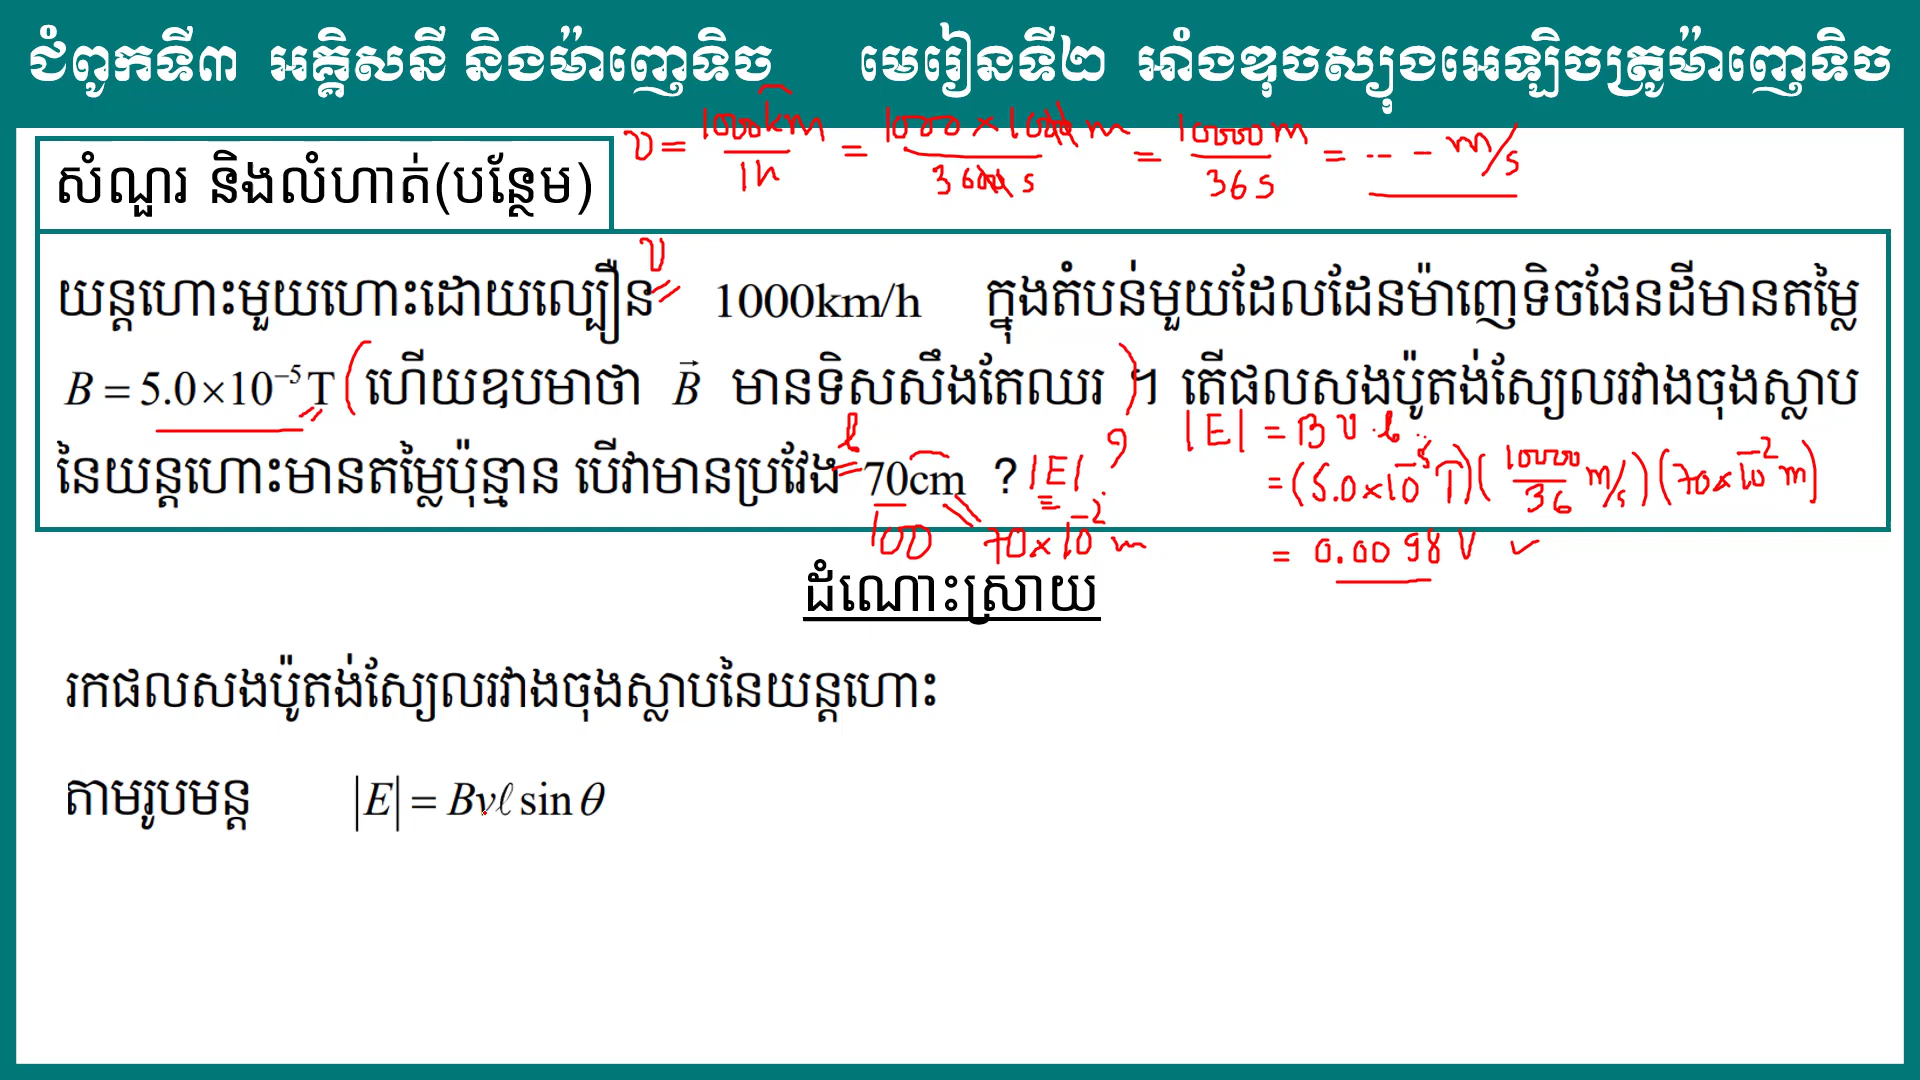 ជំពូកទី៣ អគ្គិសនី និងម៉ាញេទិច មេរៀនទី២ អាំងឌុចស្យុងអេឡិចត្រូម៉ាញេទិច
v = 1000km / 1h = 1000 × 1000 m / 3600 s = 10000 m / 36 s = -- - m/s
សំណួរ និងលំហាត់(បន្ថែម)
v
យន្តហោះមួយហោះដោយល្បឿន 1000km/h ក្នុងតំបន់មួយដែលដែនម៉ាញេទិចផែនដីមានតម្លៃ
B = 5.0×10⁻⁵ T (ហើយឧបមាថា B⃗ មានទិសសឹងតែឈរ)។ តើផលសងប៉ូតង់ស្យែលរវាងចុងស្លាប
|E| = B v · ℓ
នៃយន្តហោះមានតម្លៃប៉ុន្មាន បើវាមានប្រវែង ℓ 70cm ? |E| ?
= (5.0×10⁻⁵ T)(10000/36 m/s)(70×10⁻² m)
100 70×10⁻² m
= 0.0098 V ✓
ដំណោះស្រាយ
រកផលសងប៉ូតង់ស្យែលរវាងចុងស្លាបនៃយន្តហោះ
តាមរូបមន្ត |E| = Bvℓ sin θ